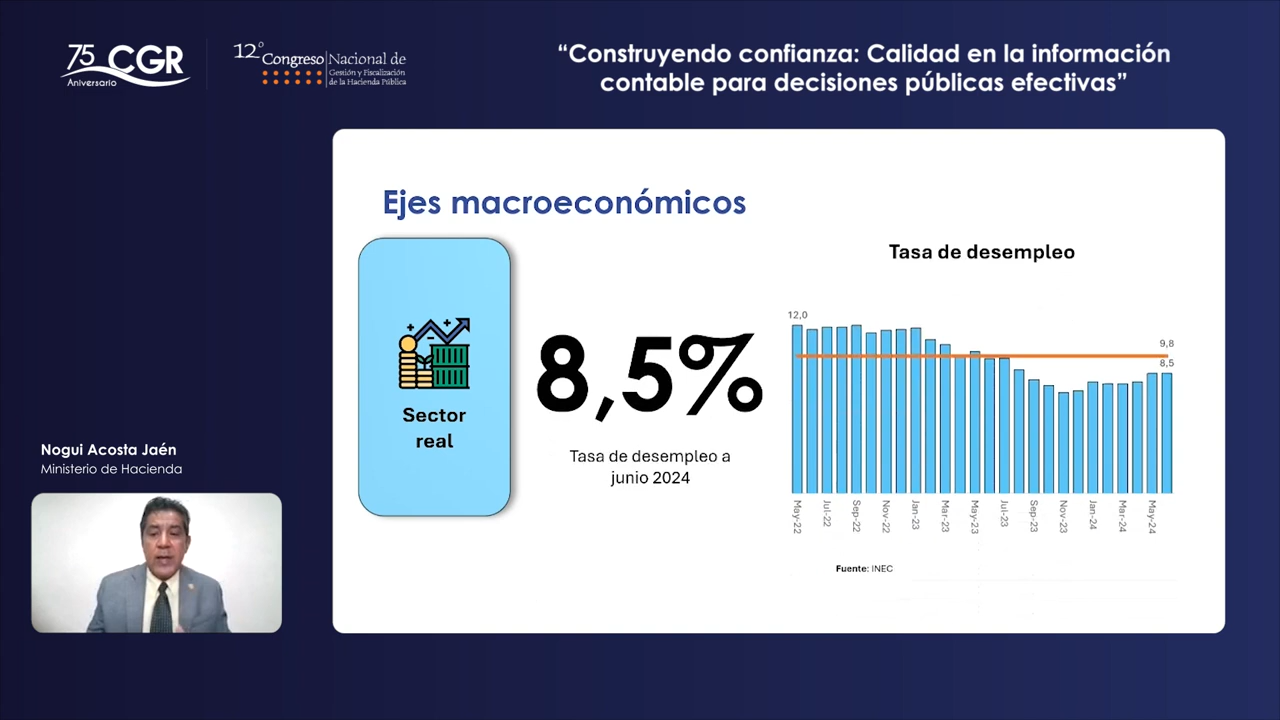 75 CGR
Aniversario
12° Congreso Nacional de
Gestión y Fiscalización
de la Hacienda Pública
“Construyendo confianza: Calidad en la información
contable para decisiones públicas efectivas”
Ejes macroeconómicos
Sector
real
8,5%
Tasa de desempleo a
junio 2024
Tasa de desempleo
12,0
9,8
8,5
May-22
Jul-22
Sep-22
Nov-22
Jan-23
Mar-23
May-23
Jul-23
Sep-23
Nov-23
Jan-24
Mar-24
May-24
Fuente: INEC
Nogui Acosta Jaén
Ministerio de Hacienda